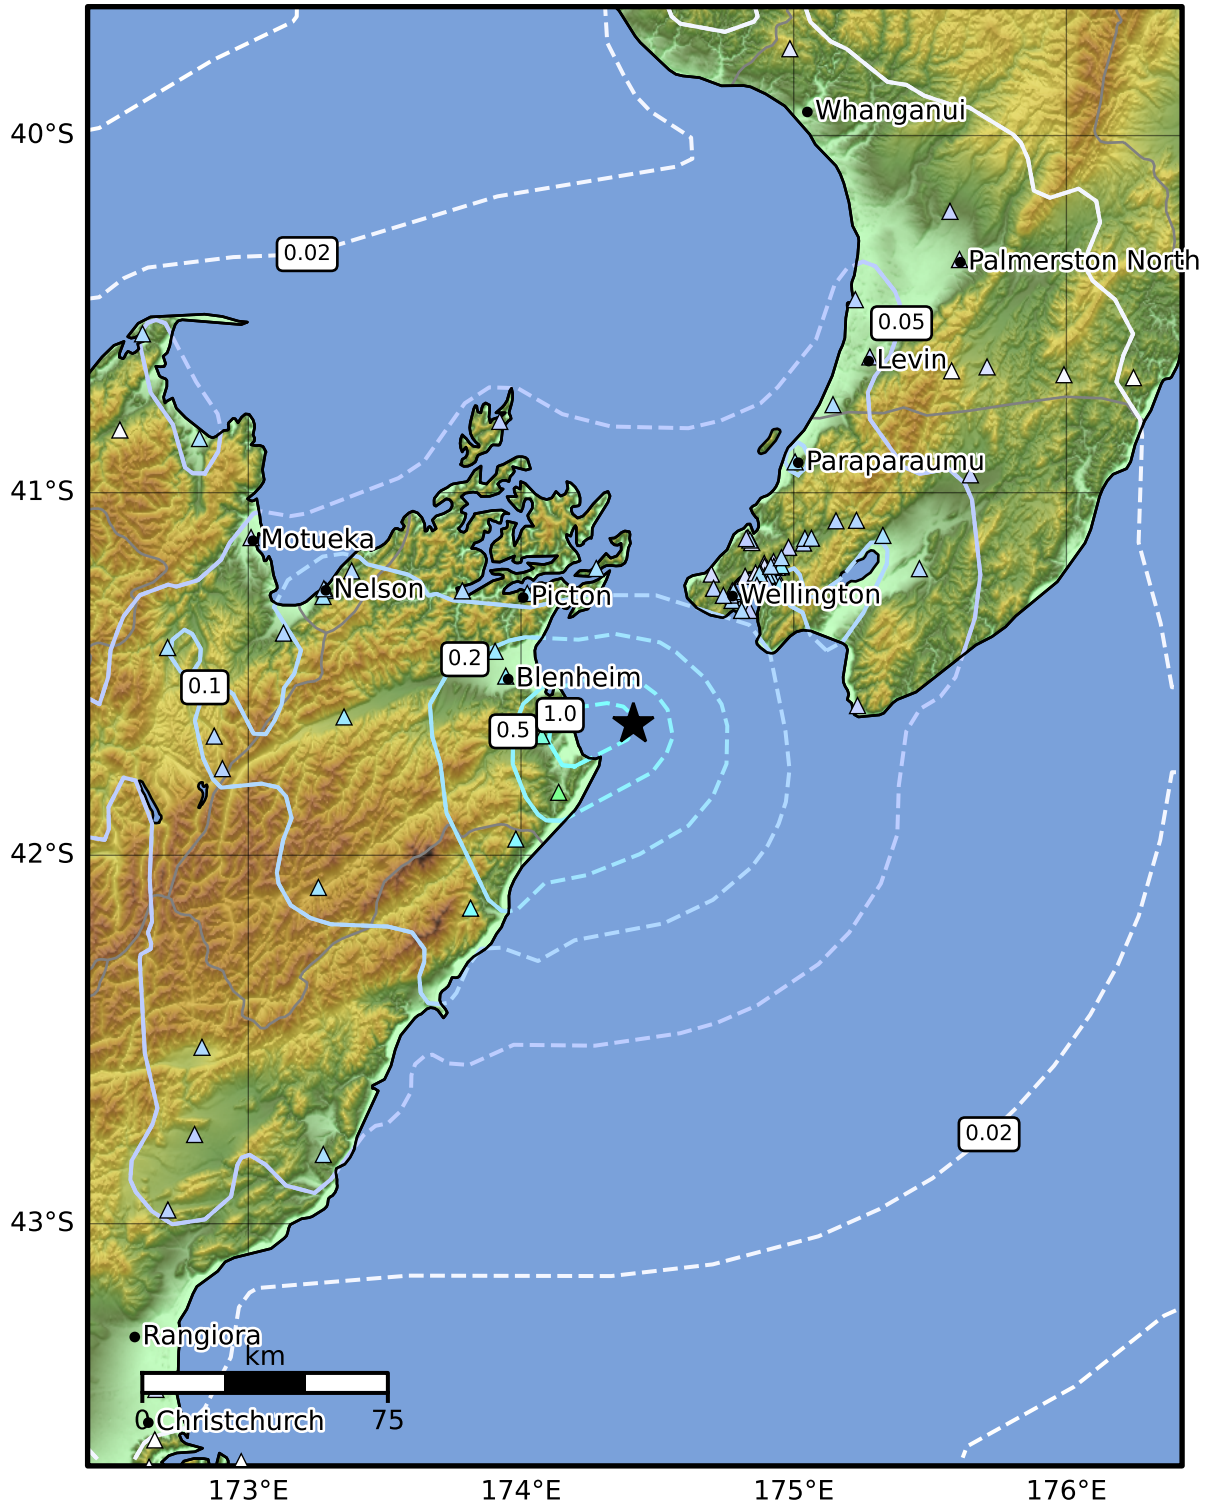 Whanganui
40°S
0.02
Palmerston North
0.05
Levin
Paraparaumu
41°S
Motueka
Nelson
Picton
Wellington
0.2
Blenheim
0.1
1.0
0.5
42°S
0.02
43°S
Rangiora
km
0
75
Christchurch
173°E
174°E
175°E
176°E